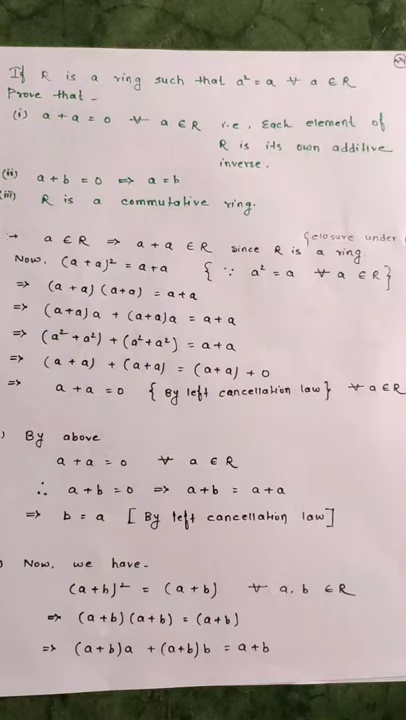 If R is a ring such that a² = a ∀ a ∈ R
Prove that -
(i) a + a = 0 ∀ a ∈ R i.e. Each element of
R is its own additive
inverse.
(ii) a + b = 0 ⇒ a = b
(iii) R is a commutative ring.
→ a ∈ R ⇒ a + a ∈ R since R is a ring {closure under
Now, (a + a)² = a + a { ∵ a² = a ∀ a ∈ R}
⇒ (a + a) (a + a) = a + a
⇒ (a + a) a + (a + a) a = a + a
⇒ (a² + a²) + (a² + a²) = a + a
⇒ (a + a) + (a + a) = (a + a) + 0
⇒ a + a = 0 { By left cancellation law} ∀ a ∈ R
) By above
a + a = 0 ∀ a ∈ R
∴ a + b = 0 ⇒ a + b = a + a
⇒ b = a [ By left cancellation law]
) Now, we have -
(a + b)² = (a + b) ∀ a, b ∈ R
⇒ (a + b) (a + b) = (a + b)
⇒ (a + b) a + (a + b) b = a + b